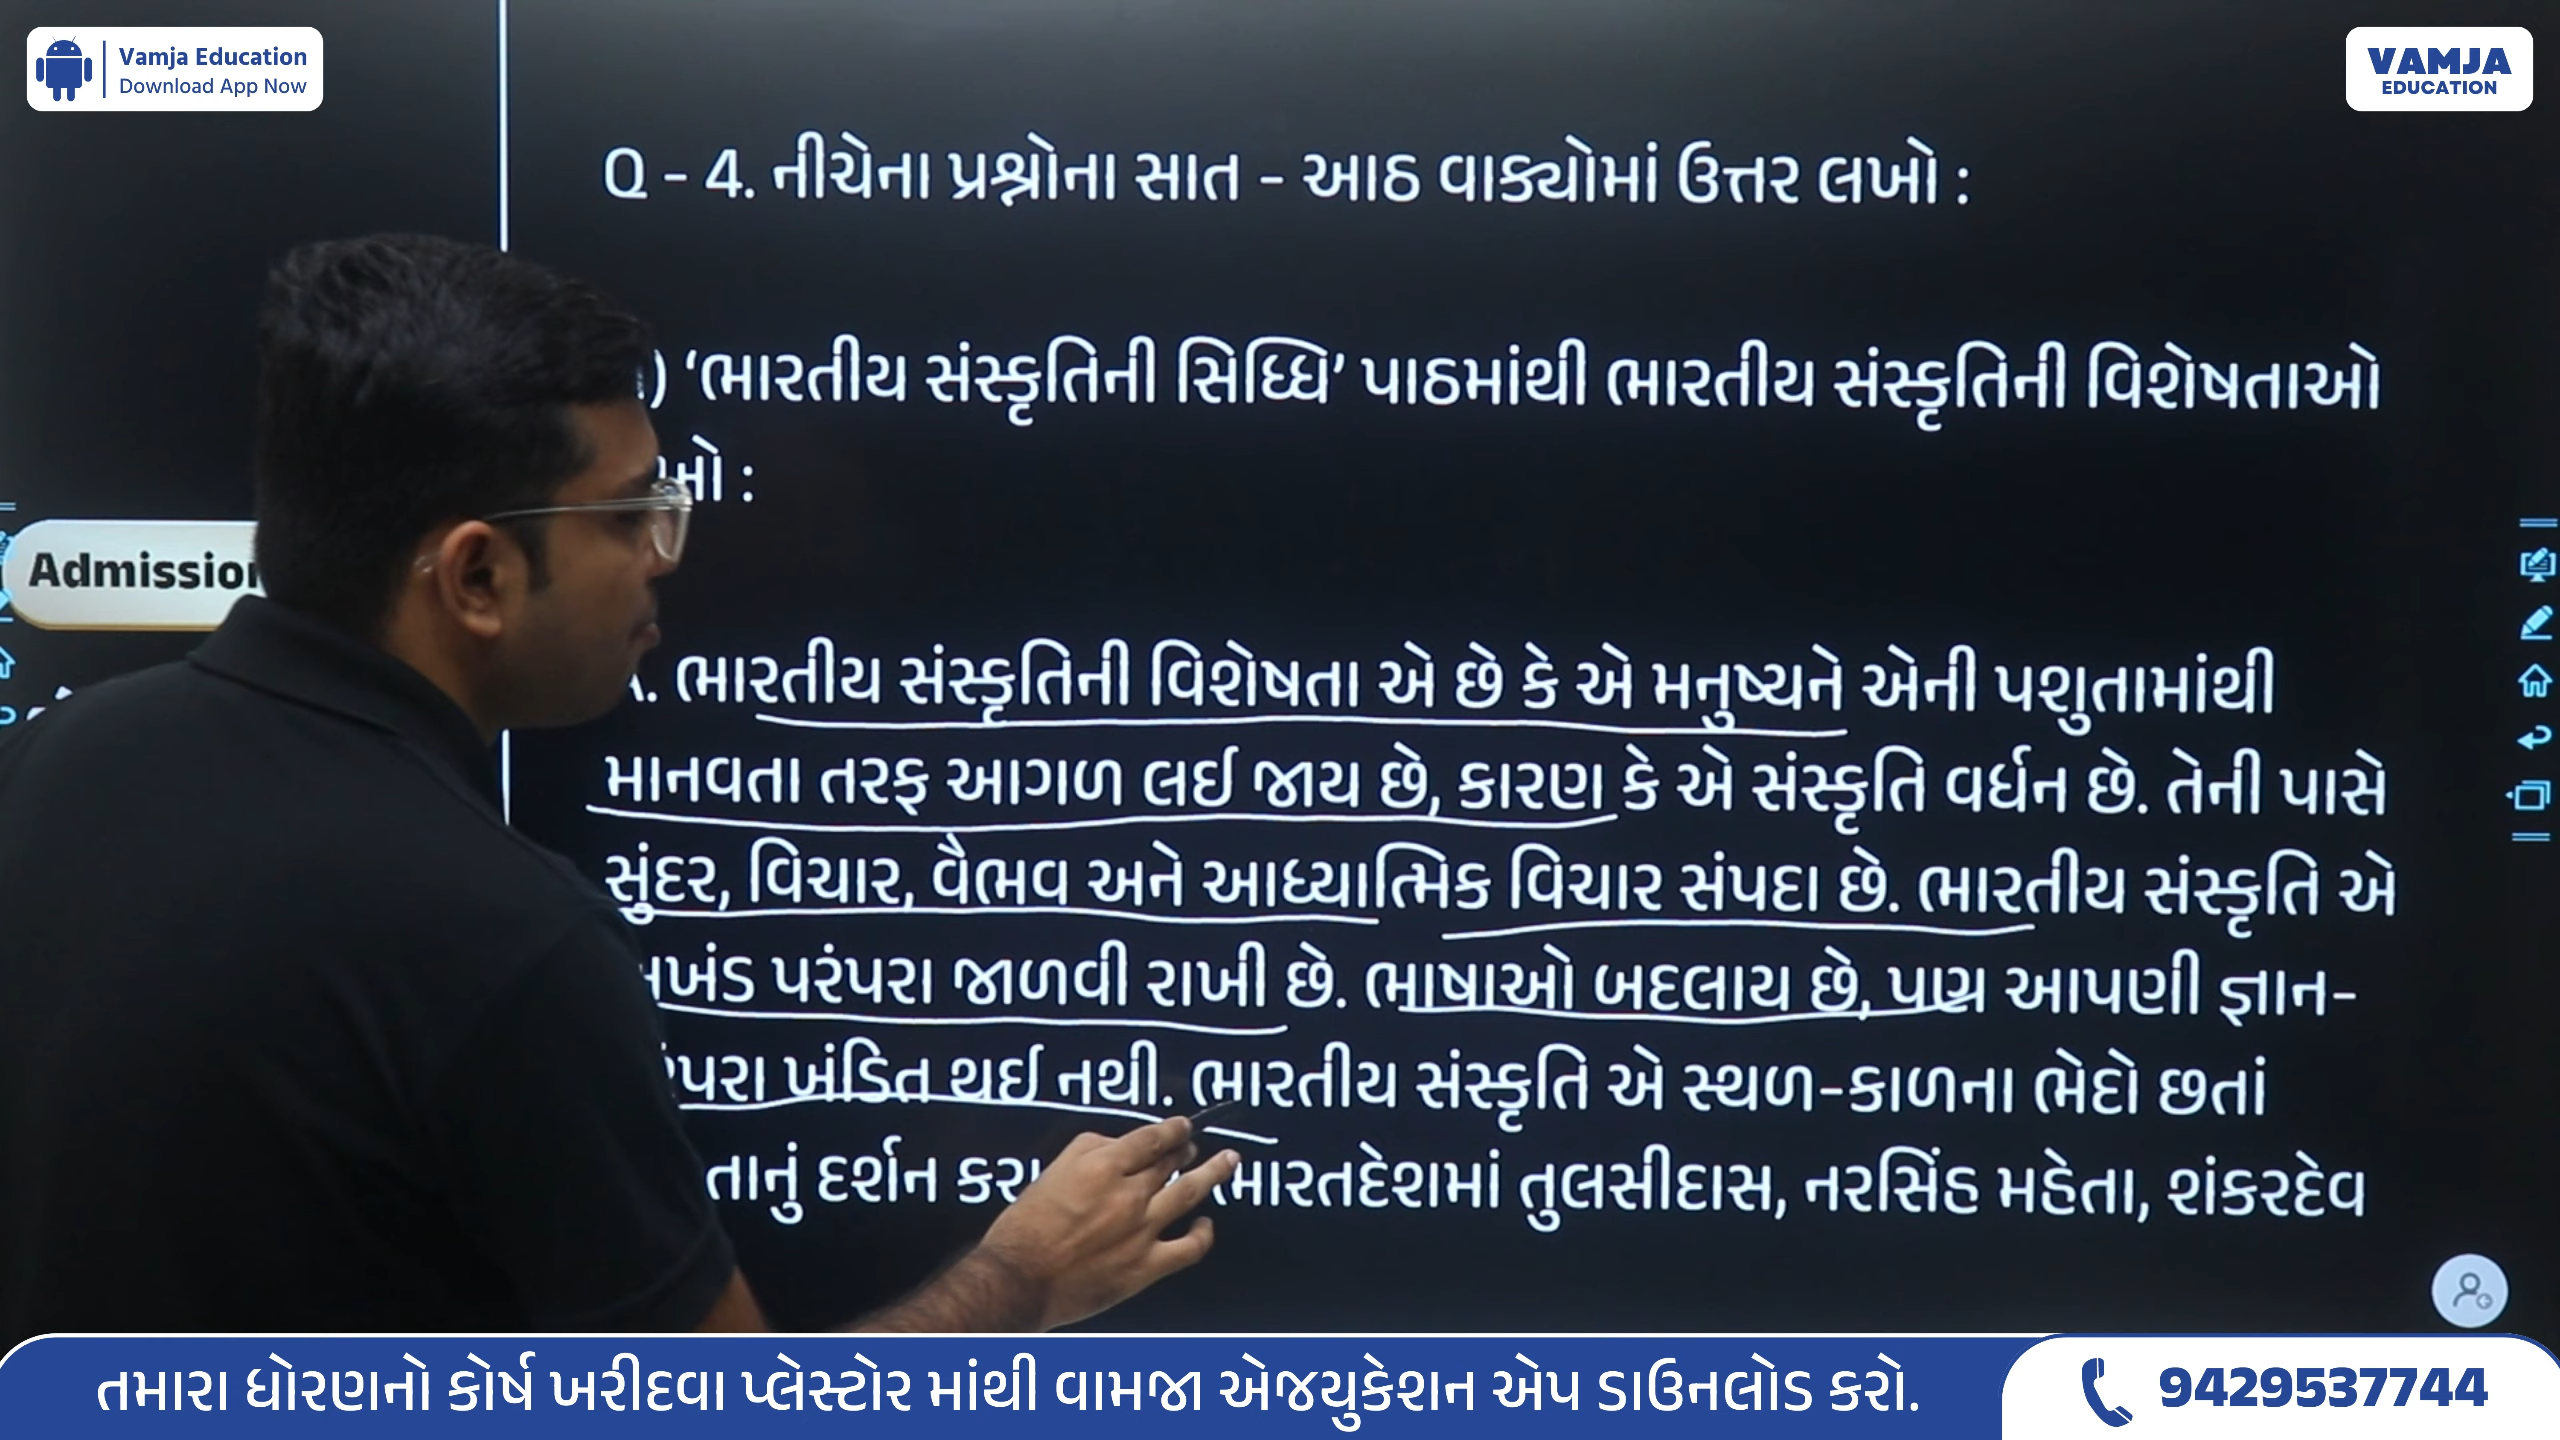 Vamja Education
Download App Now
VAMJA
EDUCATION
Q - 4. નીચેના પ્રશ્નોના સાત - આઠ વાક્યોમાં ઉત્તર લખો :
) ‘ભારતીય સંસ્કૃતિની સિધ્ધિ’ પાઠમાંથી ભારતીય સંસ્કૃતિની વિશેષતાઓ
:
Admission
ભારતીય સંસ્કૃતિની વિશેષતા એ છે કે એ મનુષ્યને એની પશુતામાંથી
માનવતા તરફ આગળ લઈ જાય છે, કારણ કે એ સંસ્કૃતિ વર્ધન છે. તેની પાસે
સુંદર, વિચાર, વૈભવ અને આધ્યાત્મિક વિચાર સંપદા છે. ભારતીય સંસ્કૃતિ એ
પરંપરા જાળવી રાખી છે. ભાષાઓ બદલાય છે, પણ આપણી જ્ઞાન-
ખંડિત થઈ નથી. ભારતીય સંસ્કૃતિ એ સ્થળ-કાળના ભેદો છતાં
દર્શન ભારતદેશમાં તુલસીદાસ, નરસિંહ મહેતા, શંકરદેવ
તમારા ધોરણનો કોર્ષ ખરીદવા પ્લેસ્ટોર માંથી વામજા એજયુકેશન એપ ડાઉનલોડ કરો.
9429537744